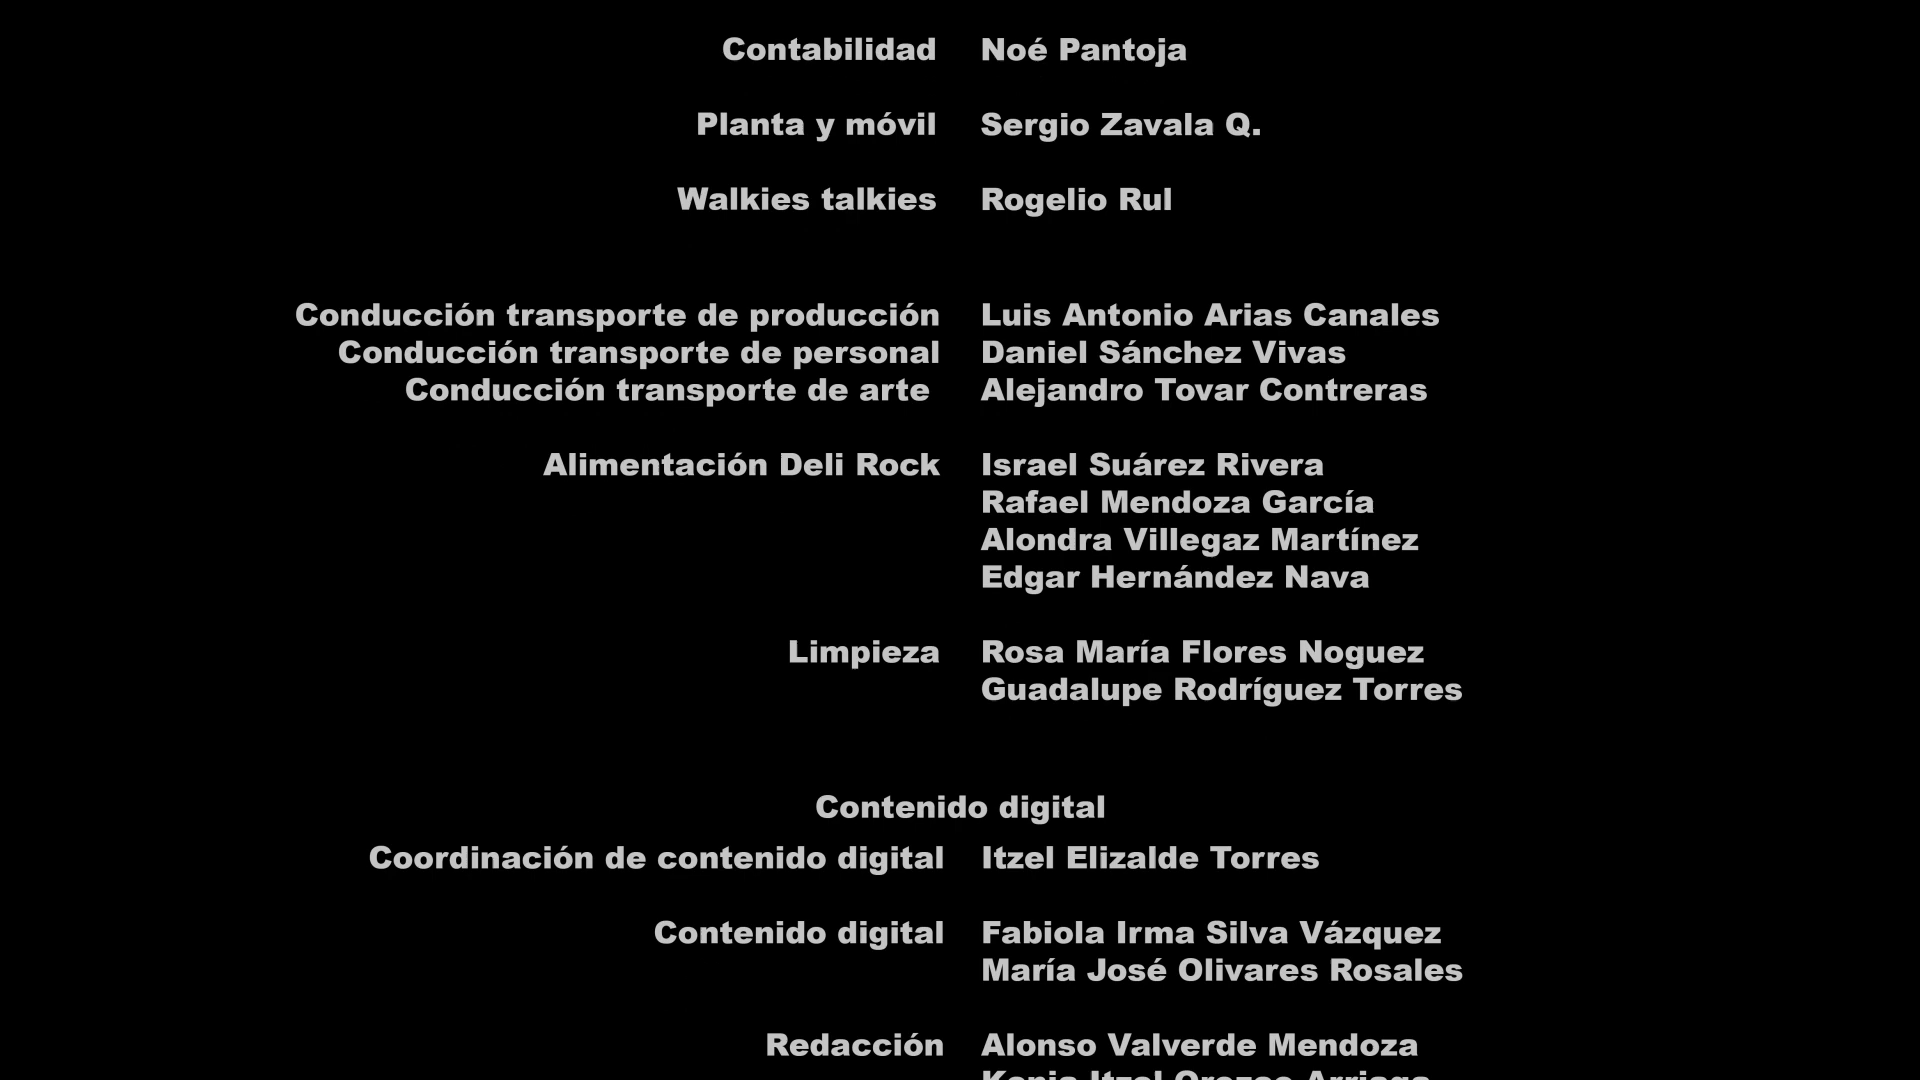 Contabilidad Noé Pantoja
Planta y móvil Sergio Zavala Q.
Walkies talkies Rogelio Rul
Conducción transporte de producción Luis Antonio Arias Canales
Conducción transporte de personal Daniel Sánchez Vivas
Conducción transporte de arte Alejandro Tovar Contreras
Alimentación Deli Rock Israel Suárez Rivera
Rafael Mendoza García
Alondra Villegaz Martínez
Edgar Hernández Nava
Limpieza Rosa María Flores Noguez
Guadalupe Rodríguez Torres
Contenido digital
Coordinación de contenido digital Itzel Elizalde Torres
Contenido digital Fabiola Irma Silva Vázquez
María José Olivares Rosales
Redacción Alonso Valverde Mendoza